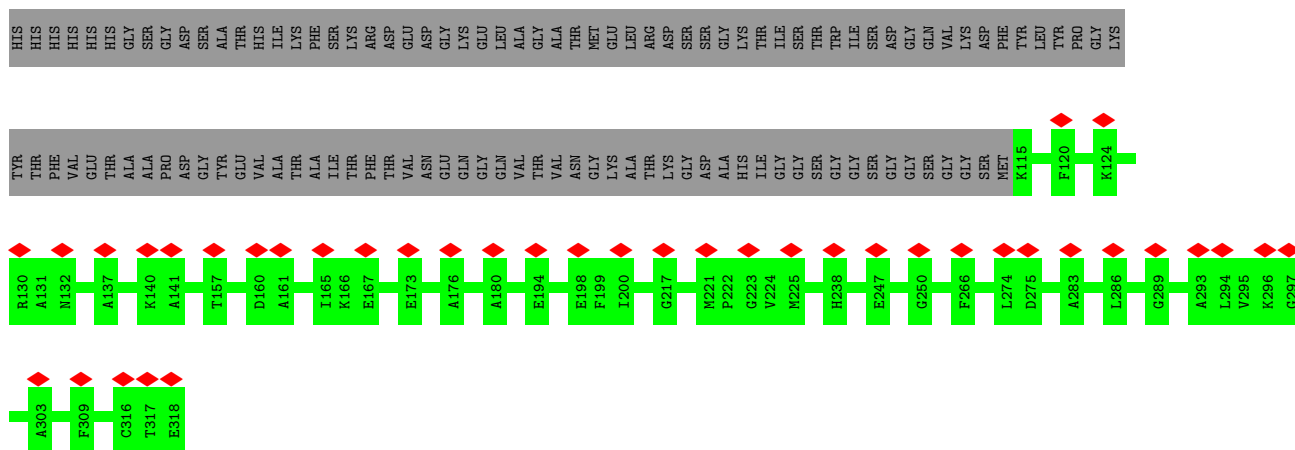 HIS HIS HIS HIS HIS HIS GLY SER GLY ASP SER ALA THR HIS ILE LYS PHE SER LYS ARG ASP GLU ASP GLY LYS GLU LEU ALA GLY ALA THR MET GLU LEU ARG ASP SER SER GLY LYS THR ILE SER THR TRP ILE SER ASP GLY GLN VAL LYS ASP PHE TYR LEU TYR PRO GLY LYS
TYR THR PHE VAL GLU THR ALA ALA PRO ASP GLY TYR GLU VAL ALA THR ALA ILE THR PHE THR VAL ASN GLU GLN GLY GLN VAL THR VAL ASN GLY LYS ALA THR LYS GLY ASP ALA HIS ILE GLY GLY SER GLY GLY SER GLY GLY SER GLY GLY SER MET K115 F120 K124
R130 A131 N132 A137 K140 A141 T157 D160 A161 I165 K166 E167 E173 A176 A180 E194 E198 F199 I200 G217 M221 P222 G223 V224 M225 H238 E247 G250 F266 L274 D275 A283 L286 G289 A293 L294 V295 K296 G297
A303 F309 C316 T317 E318